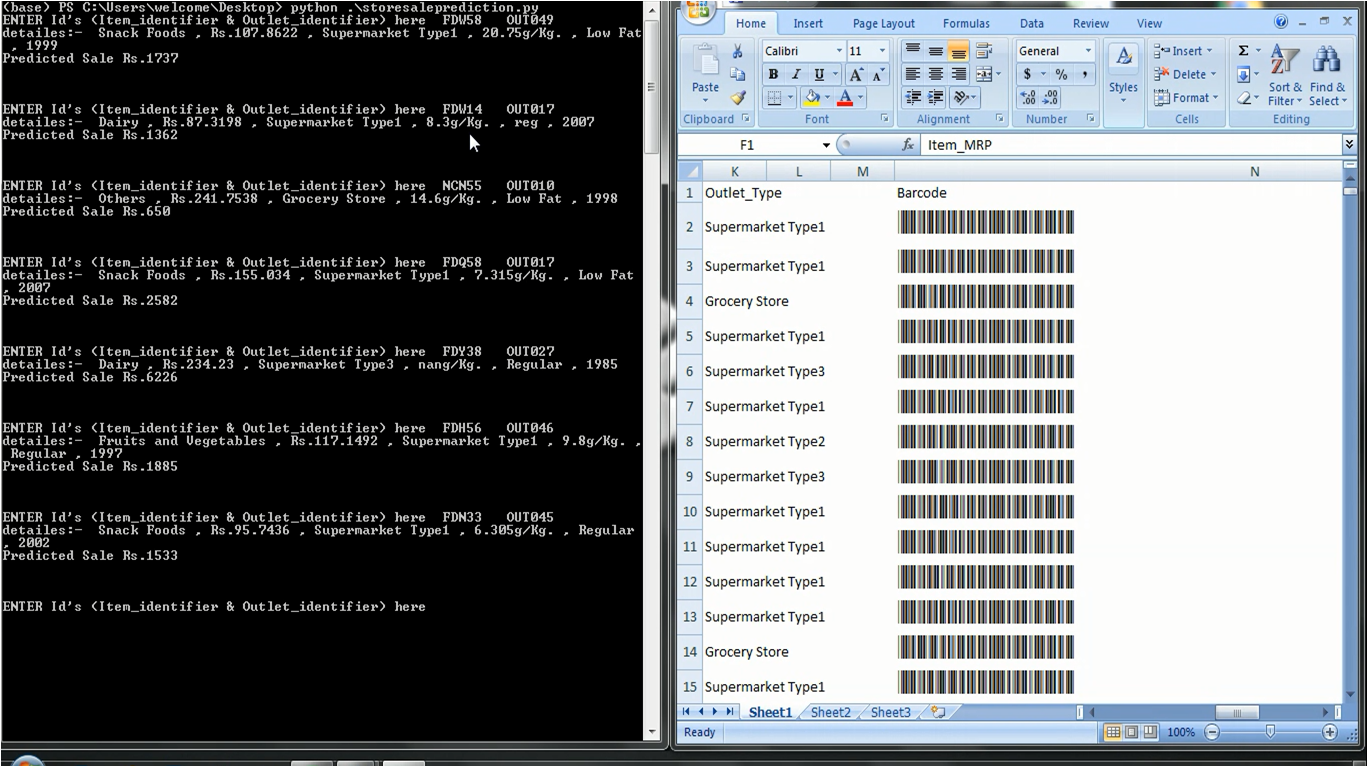 (base) PS C:\Users\welcome\Desktop> python .\storesaleprediction.py
ENTER Id's (Item_identifier & Outlet_identifier) here  FDW58   OUT049
detailes:-  Snack Foods , Rs.107.8622 , Supermarket Type1 , 20.75g/Kg. , Low Fat
, 1999
Predicted Sale Rs.1737
ENTER Id's (Item_identifier & Outlet_identifier) here  FDW14   OUT017
detailes:-  Dairy , Rs.87.3198 , Supermarket Type1 , 8.3g/Kg. , reg , 2007
Predicted Sale Rs.1362
ENTER Id's (Item_identifier & Outlet_identifier) here  NCN55   OUT010
detailes:-  Others , Rs.241.7538 , Grocery Store , 14.6g/Kg. , Low Fat , 1998
Predicted Sale Rs.650
ENTER Id's (Item_identifier & Outlet_identifier) here  FDQ58   OUT017
detailes:-  Snack Foods , Rs.155.034 , Supermarket Type1 , 7.315g/Kg. , Low Fat
, 2007
Predicted Sale Rs.2582
ENTER Id's (Item_identifier & Outlet_identifier) here  FDY38   OUT027
detailes:-  Dairy , Rs.234.23 , Supermarket Type3 , nang/Kg. , Regular , 1985
Predicted Sale Rs.6226
ENTER Id's (Item_identifier & Outlet_identifier) here  FDH56   OUT046
detailes:-  Fruits and Vegetables , Rs.117.1492 , Supermarket Type1 , 9.8g/Kg. ,
Regular , 1997
Predicted Sale Rs.1885
ENTER Id's (Item_identifier & Outlet_identifier) here  FDN33   OUT045
detailes:-  Snack Foods , Rs.95.7436 , Supermarket Type1 , 6.305g/Kg. , Regular
, 2002
Predicted Sale Rs.1533
ENTER Id's (Item_identifier & Outlet_identifier) here
Home Insert Page Layout Formulas Data Review View
Calibri 11 General Insert Σ
Paste B I U A A $ % , Styles Delete Sort & Filter Find & Select
Format
Clipboard Font Alignment Number Cells Editing
F1 fx Item_MRP
K L M N
1 Outlet_Type Barcode
2 Supermarket Type1
3 Supermarket Type1
4 Grocery Store
5 Supermarket Type1
6 Supermarket Type3
7 Supermarket Type1
8 Supermarket Type2
9 Supermarket Type3
10 Supermarket Type1
11 Supermarket Type1
12 Supermarket Type1
13 Supermarket Type1
14 Grocery Store
15 Supermarket Type1
Sheet1 Sheet2 Sheet3
Ready 100%